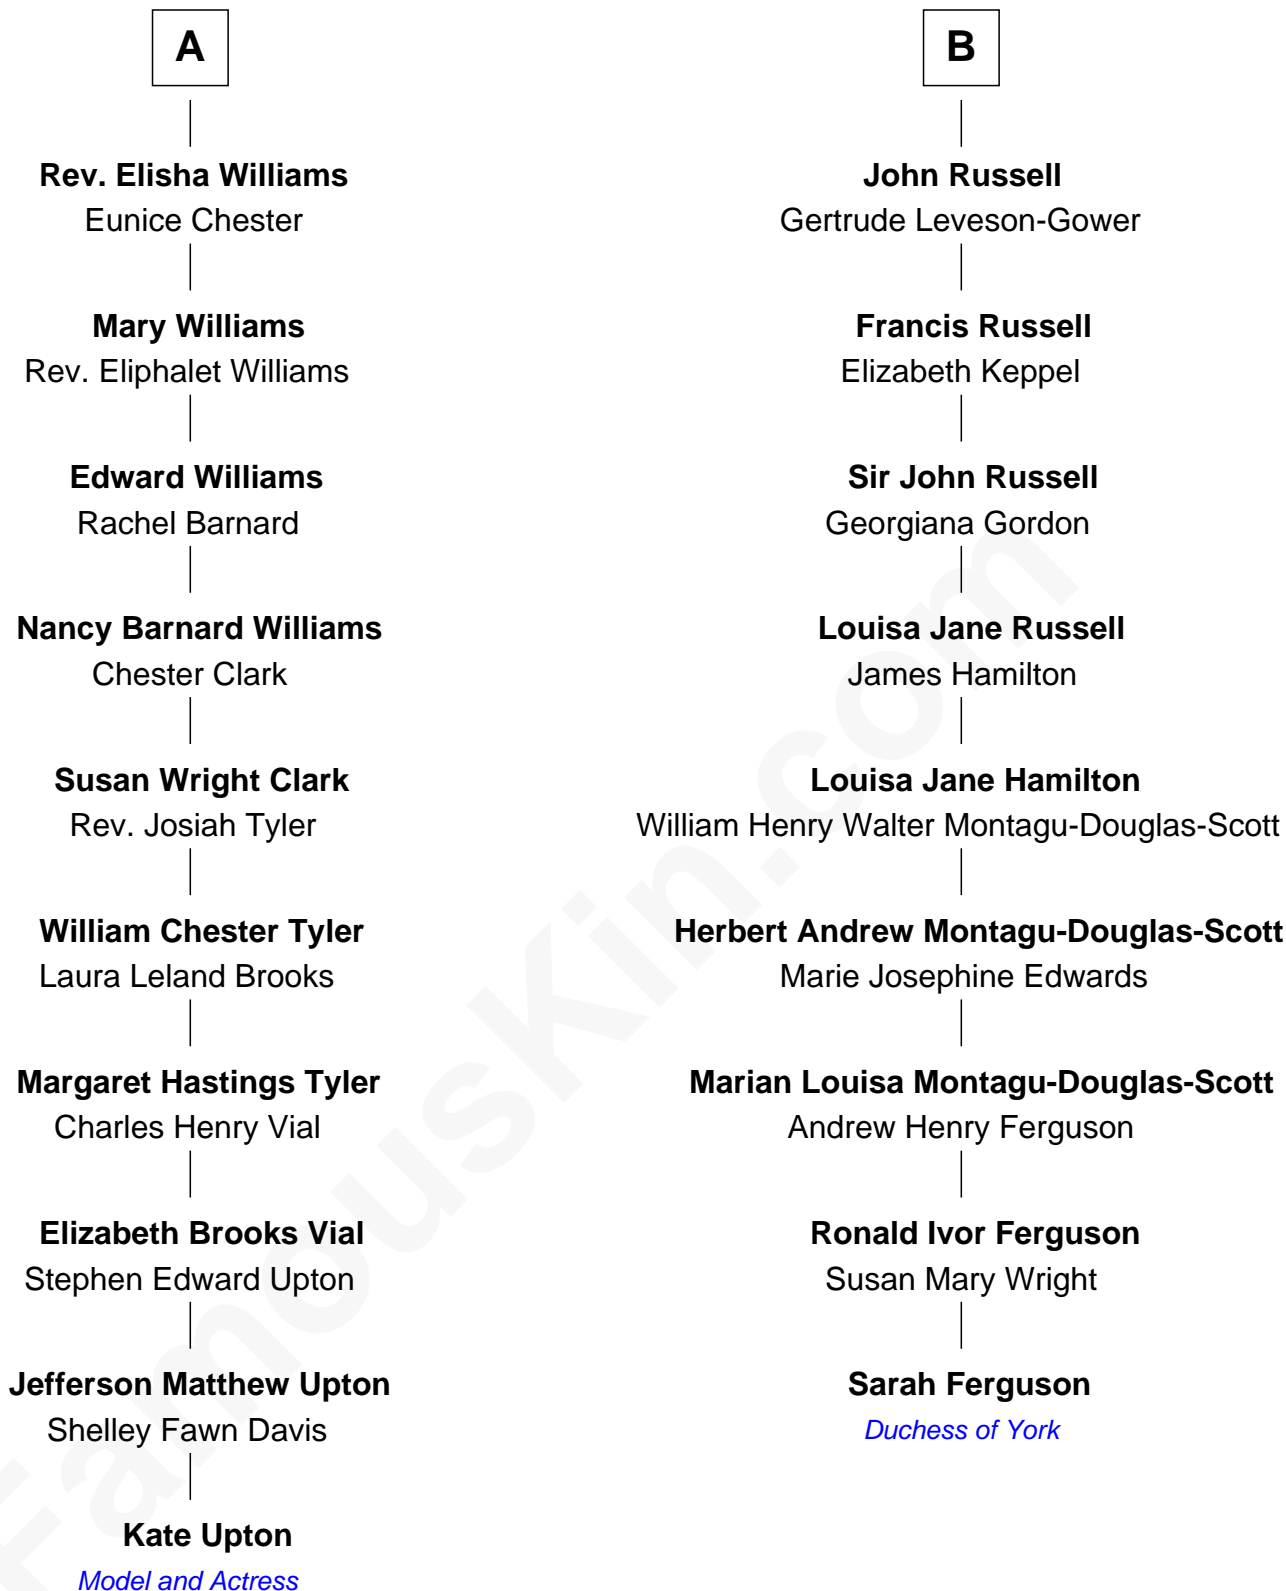 A
Rev. Elisha Williams
Eunice Chester
Mary Williams
Rev. Eliphalet Williams
Edward Williams
Rachel Barnard
Nancy Barnard Williams
Chester Clark
Susan Wright Clark
Rev. Josiah Tyler
William Chester Tyler
Laura Leland Brooks
Margaret Hastings Tyler
Charles Henry Vial
Elizabeth Brooks Vial
Stephen Edward Upton
Jefferson Matthew Upton
Shelley Fawn Davis
Kate Upton
Model and Actress
B
John Russell
Gertrude Leveson-Gower
Francis Russell
Elizabeth Keppel
Sir John Russell
Georgiana Gordon
Louisa Jane Russell
James Hamilton
Louisa Jane Hamilton
William Henry Walter Montagu-Douglas-Scott
Herbert Andrew Montagu-Douglas-Scott
Marie Josephine Edwards
Marian Louisa Montagu-Douglas-Scott
Andrew Henry Ferguson
Ronald Ivor Ferguson
Susan Mary Wright
Sarah Ferguson
Duchess of York
FamousKin.com